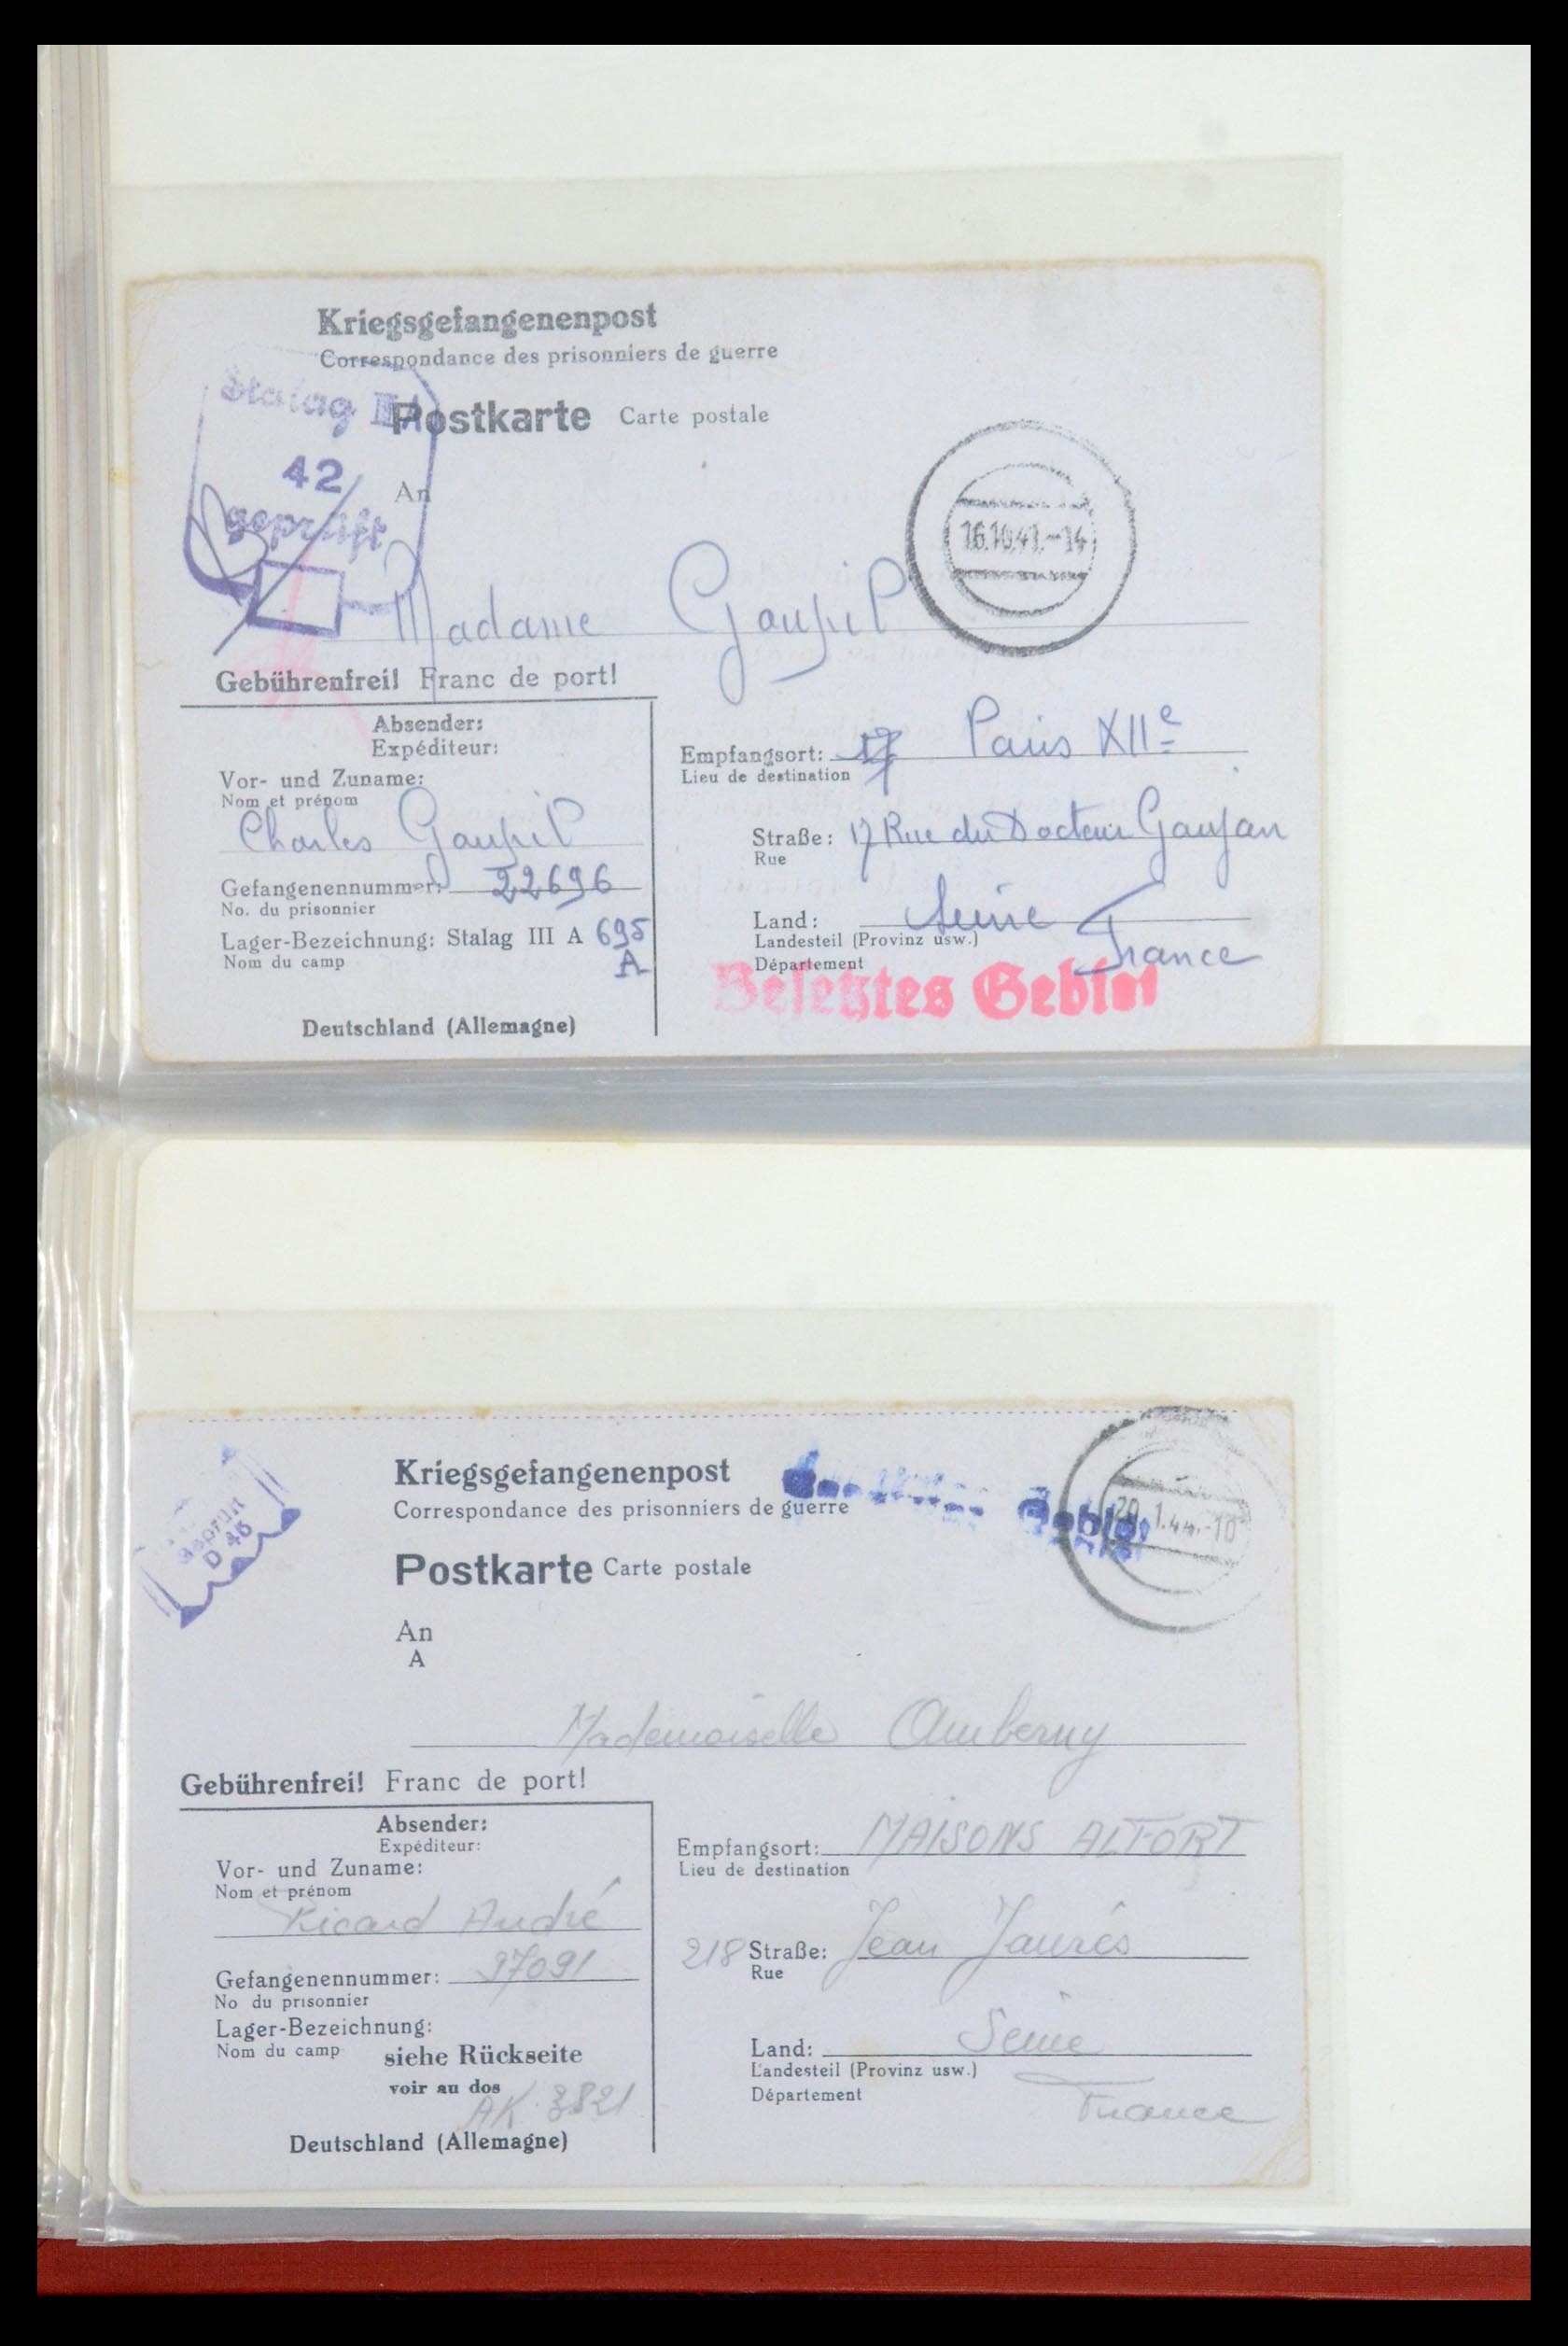 Kriegsgefangenenpost
Correspondance des prisonniers de guerre
Stalag
Postkarte Carte postale
42
geprüft
An
16.10.41.-14
Madame Goupil
Gebührenfrei! Franc de port!
Absender:
Expéditeur:
Vor- und Zuname:
Nom et prénom
Charles Goupil
Gefangenennummer: 22696
No. du prisonnier
Lager-Bezeichnung: Stalag III A 695
A
Nom du camp
Deutschland (Allemagne)
Empfangsort: 17 Paris XIIe
Lieu de destination
Straße: 17 Rue du Docteur Goujon
Rue
Land: Seine
Landesteil (Provinz usw.)
France
Département
Besetztes Gebiet
Kriegsgefangenenpost
Correspondance des prisonniers de guerre
Gebiet
1.44.-10
Geprüft
D 45
Postkarte Carte postale
An
A
Mademoiselle Amberny
Gebührenfrei! Franc de port!
Absender:
Expéditeur:
Vor- und Zuname:
Nom et prénom
Ricard André
Gefangenennummer: 37091
No du prisonnier
Lager-Bezeichnung:
Nom du camp siehe Rückseite
voir au dos
AK 3821
Deutschland (Allemagne)
Empfangsort: MAISONS ALFORT
Lieu de destination
218 Straße: Jean Jaurès
Rue
Land: Seine
Landesteil (Provinz usw.)
Département
France